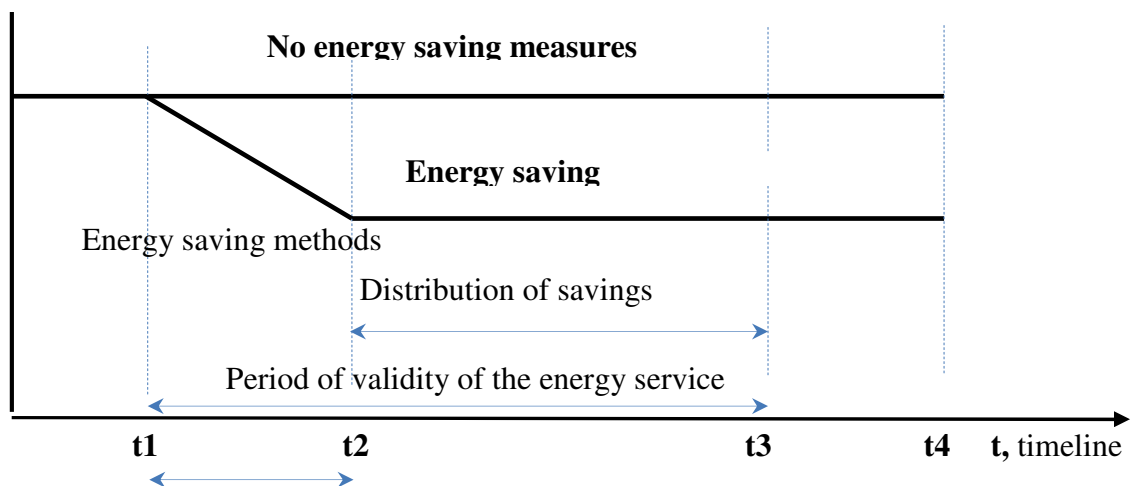 No energy saving measures
Energy saving
Energy saving methods
Distribution of savings
Period of validity of the energy service
t1 t2 t3 t4 t, timeline